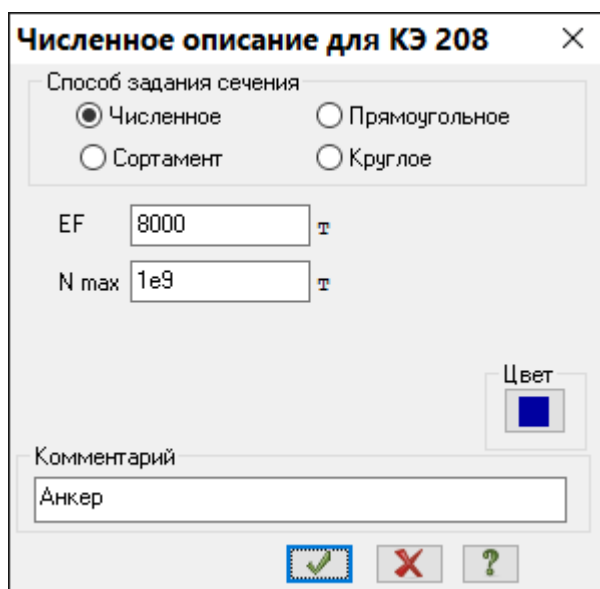 Численное описание для КЭ 208
Способ задания сечения
Численное Прямоугольное
Сортамент Круглое
EF 8000 т
N max 1e9 т
Цвет
Комментарий
Анкер
?